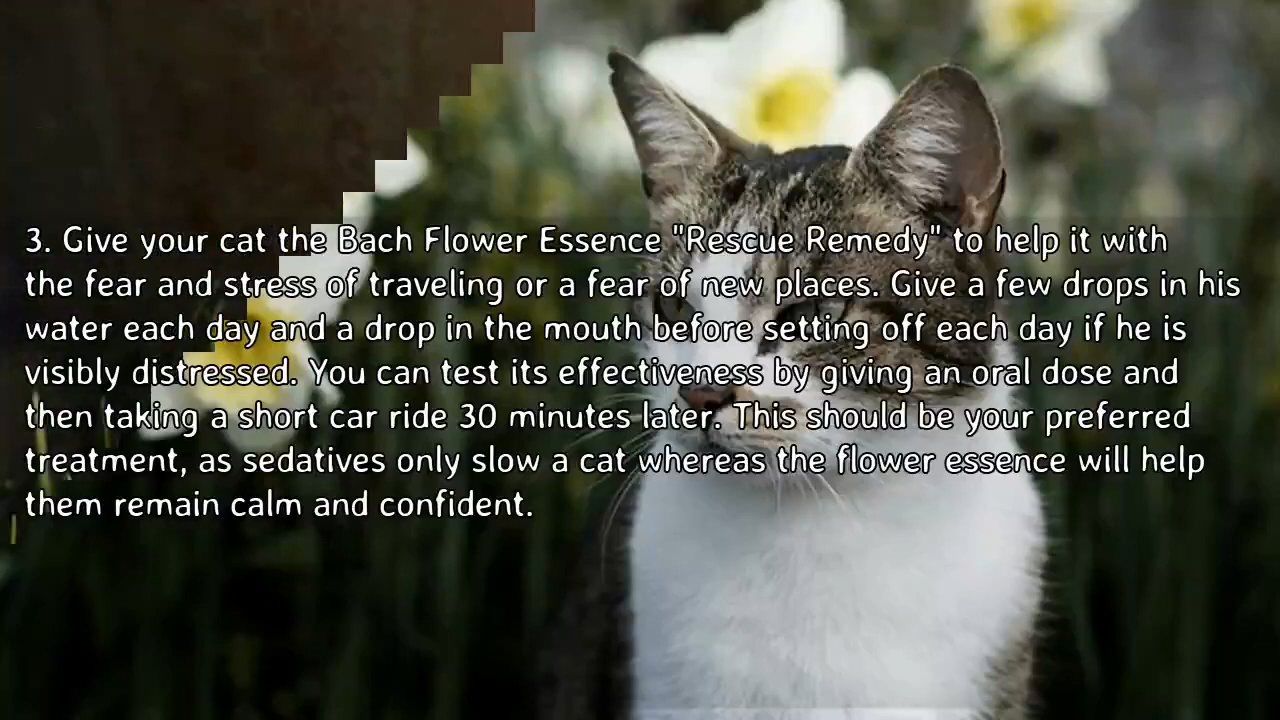 3. Give your cat the Bach Flower Essence "Rescue Remedy" to help it with
the fear and stress of traveling or a fear of new places. Give a few drops in his
water each day and a drop in the mouth before setting off each day if he is
visibly distressed. You can test its effectiveness by giving an oral dose and
then taking a short car ride 30 minutes later. This should be your preferred
treatment, as sedatives only slow a cat whereas the flower essence will help
them remain calm and confident.